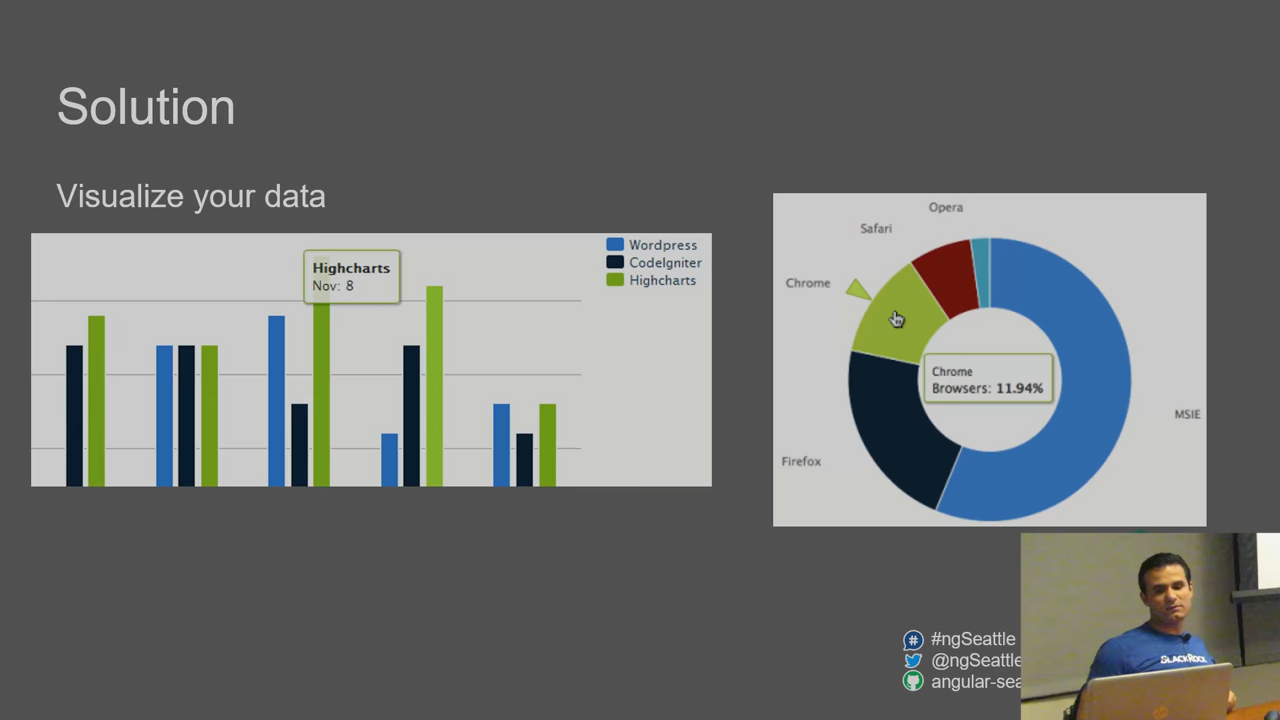 Solution
Visualize your data
Highcharts
Nov: 8
Wordpress
CodeIgniter
Highcharts
Opera
Safari
Chrome
Chrome
Browsers: 11.94%
MSIE
Firefox
#ngSeattle
@ngSeattle
angular-sea
BLACKROCK